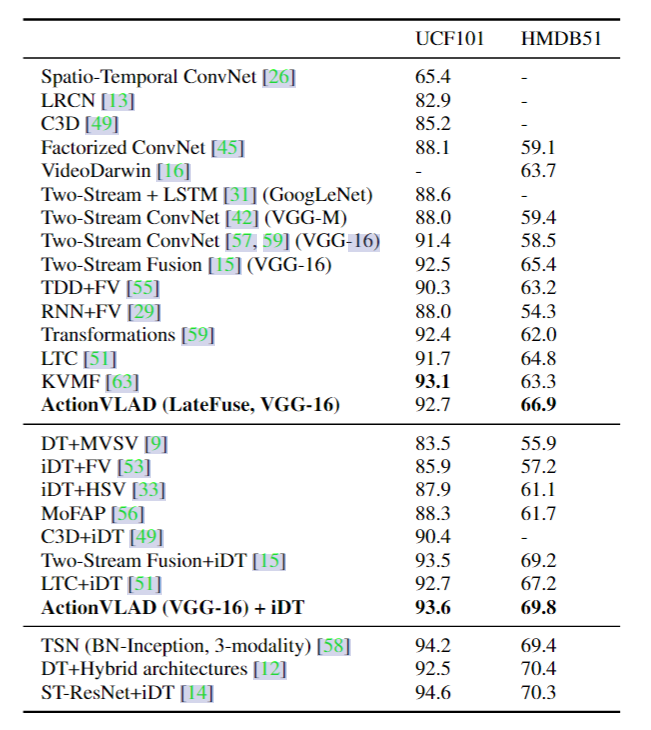 UCF101 HMDB51
Spatio-Temporal ConvNet [26] 65.4 -
LRCN [13] 82.9 -
C3D [49] 85.2 -
Factorized ConvNet [45] 88.1 59.1
VideoDarwin [16] - 63.7
Two-Stream + LSTM [31] (GoogLeNet) 88.6 -
Two-Stream ConvNet [42] (VGG-M) 88.0 59.4
Two-Stream ConvNet [57, 59] (VGG-16) 91.4 58.5
Two-Stream Fusion [15] (VGG-16) 92.5 65.4
TDD+FV [55] 90.3 63.2
RNN+FV [29] 88.0 54.3
Transformations [59] 92.4 62.0
LTC [51] 91.7 64.8
KVMF [63] 93.1 63.3
ActionVLAD (LateFuse, VGG-16) 92.7 66.9
DT+MVSV [9] 83.5 55.9
iDT+FV [53] 85.9 57.2
iDT+HSV [33] 87.9 61.1
MoFAP [56] 88.3 61.7
C3D+iDT [49] 90.4 -
Two-Stream Fusion+iDT [15] 93.5 69.2
LTC+iDT [51] 92.7 67.2
ActionVLAD (VGG-16) + iDT 93.6 69.8
TSN (BN-Inception, 3-modality) [58] 94.2 69.4
DT+Hybrid architectures [12] 92.5 70.4
ST-ResNet+iDT [14] 94.6 70.3